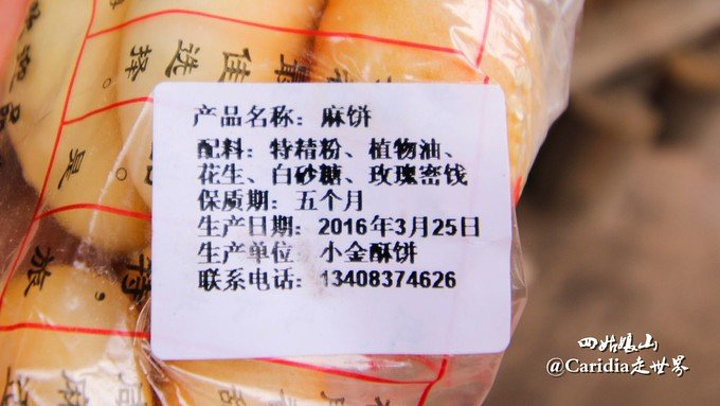 产品名称：麻饼
配料：特精粉、植物油、
花生、白砂糖、玫瑰密饯
保质期：五个月
生产日期：2016年3月25日
生产单位：小金酥饼
联系电话：13408374626
四姑娘山
@Caridia走世界